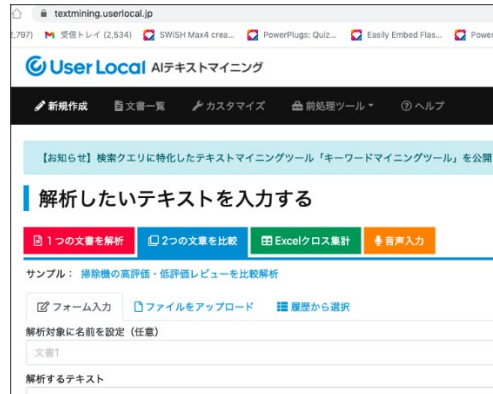 textmining.userlocal.jp
,797) 受信トレイ (2,534) SWiSH Max4 crea... PowerPlugs: Quiz... Easily Embed Flas... Power
User Local AIテキストマイニング
新規作成 文書一覧 カスタマイズ 前処理ツール ヘルプ
【お知らせ】検索クエリに特化したテキストマイニングツール「キーワードマイニングツール」を公開
解析したいテキストを入力する
1つの文書を解析 2つの文章を比較 Excelクロス集計 音声入力
サンプル： 掃除機の高評価・低評価レビューを比較解析
フォーム入力 ファイルをアップロード 履歴から選択
解析対象に名前を設定（任意）
文書1
解析するテキスト